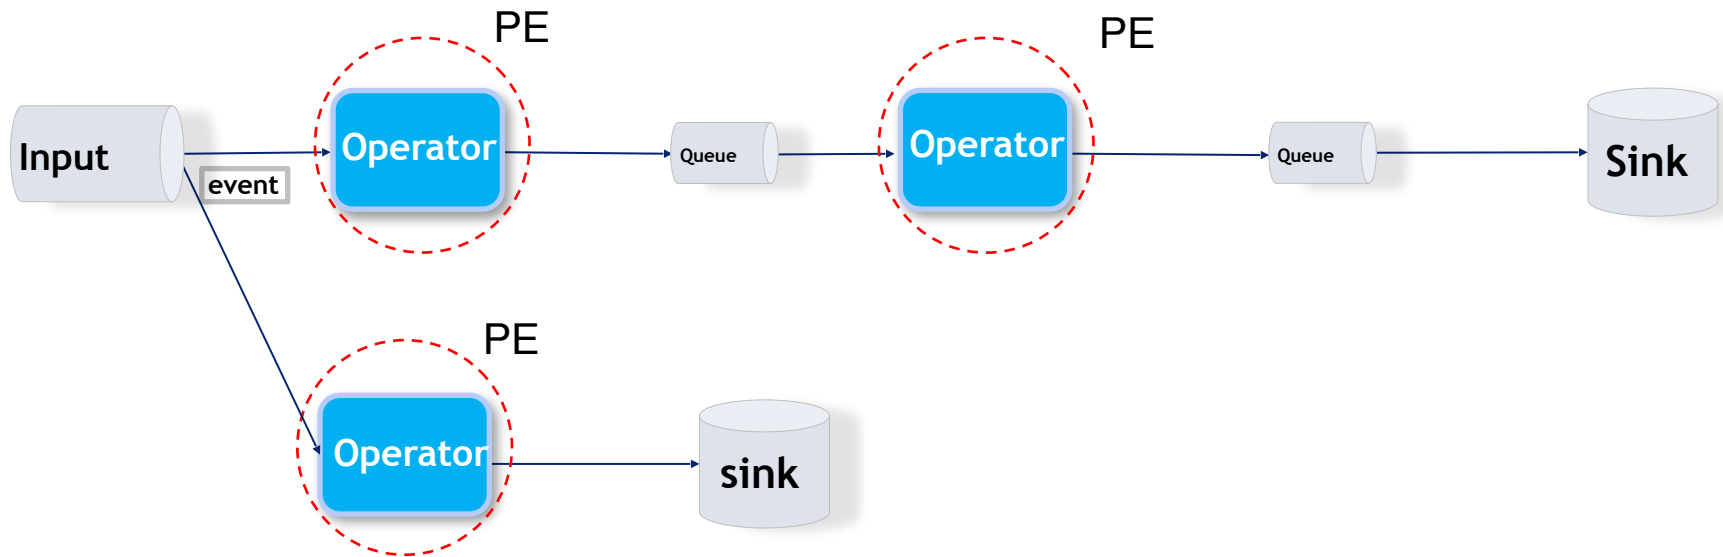 PE
PE
Input
event
Operator
Queue
Operator
Queue
Sink
PE
Operator
sink